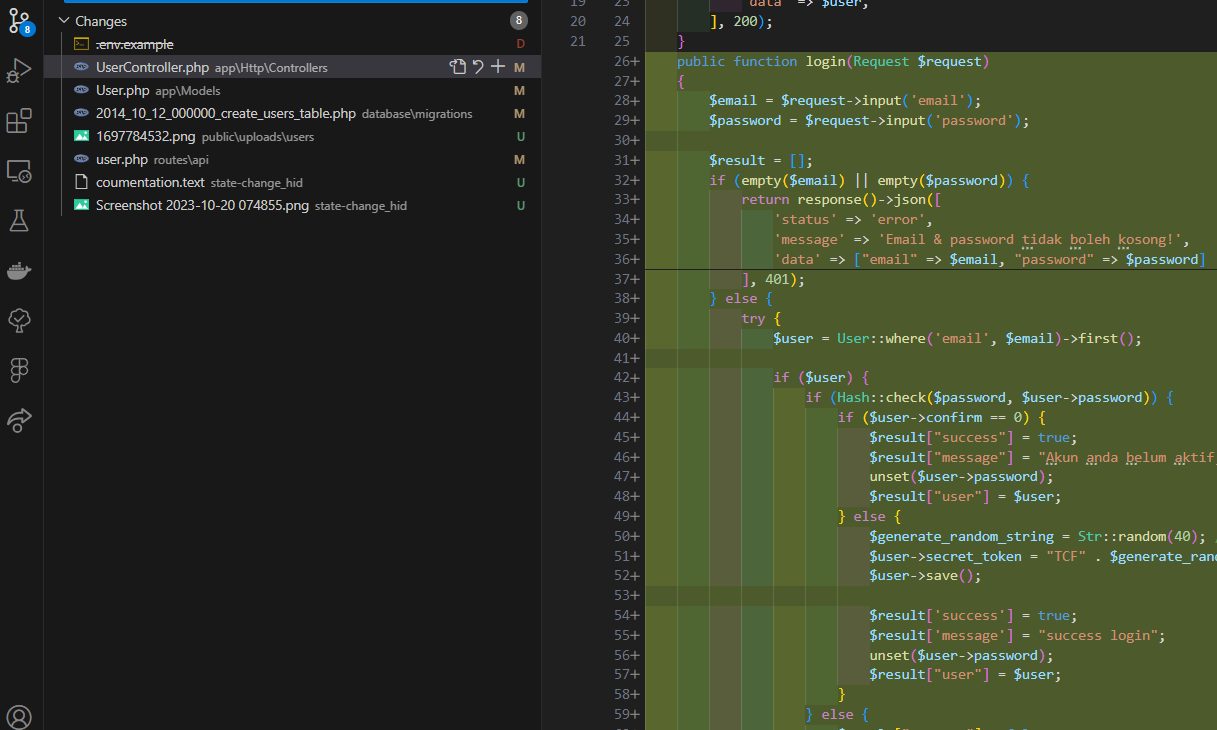 8
Changes 8
.env.example D
UserController.php app\Http\Controllers M
User.php app\Models M
2014_10_12_000000_create_users_table.php database\migrations M
1697784532.png public\uploads\users U
user.php routes\api M
coumentation.text state-change_hid U
Screenshot 2023-10-20 074855.png state-change_hid U
19 23 'data' => $user,
20 24 ], 200);
21 25 }
26+ public function login(Request $request)
27+ {
28+ $email = $request->input('email');
29+ $password = $request->input('password');
30+
31+ $result = [];
32+ if (empty($email) || empty($password)) {
33+ return response()->json([
34+ 'status' => 'error',
35+ 'message' => 'Email & password tidak boleh kosong!',
36+ 'data' => ["email" => $email, "password" => $password]
37+ ], 401);
38+ } else {
39+ try {
40+ $user = User::where('email', $email)->first();
41+
42+ if ($user) {
43+ if (Hash::check($password, $user->password)) {
44+ if ($user->confirm == 0) {
45+ $result["success"] = true;
46+ $result["message"] = "Akun anda belum aktif
47+ unset($user->password);
48+ $result["user"] = $user;
49+ } else {
50+ $generate_random_string = Str::random(40);
51+ $user->secret_token = "TCF" . $generate_ran
52+ $user->save();
53+
54+ $result['success'] = true;
55+ $result['message'] = "success login";
56+ unset($user->password);
57+ $result["user"] = $user;
58+ }
59+ } else {